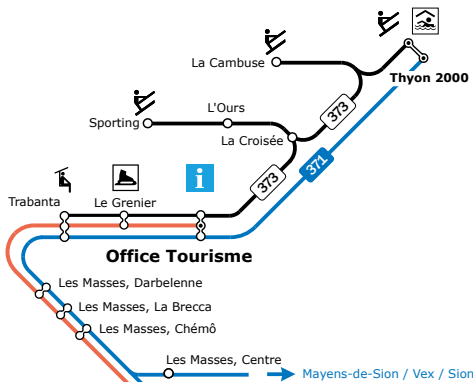 La Cambuse
Thyon 2000
373
L'Ours
Sporting
La Croisée
371
373
i
Trabanta
Le Grenier
Office Tourisme
Les Masses, Darbelenne
Les Masses, La Brecca
Les Masses, Chémô
Les Masses, Centre
Mayens-de-Sion / Vex / Sion